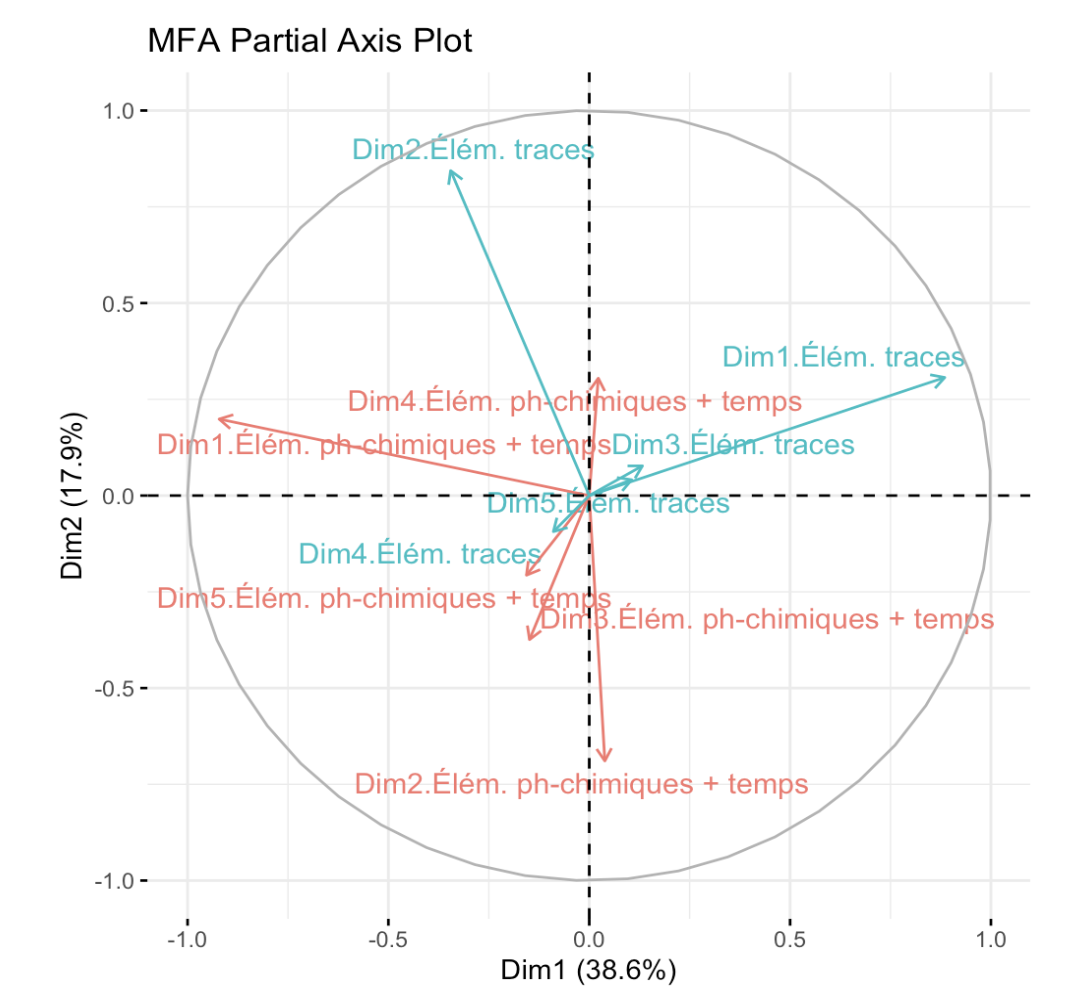 MFA Partial Axis Plot
1.0
Dim2.Élém. traces
0.5
Dim1.Élém. traces
Dim4.Élém. ph-chimiques + temps
Dim1.Élém. ph-chimiques + temps
Dim3.Élém. traces
0.0
Dim5.Élém. traces
Dim4.Élém. traces
Dim5.Élém. ph-chimiques + temps
Dim3.Élém. ph-chimiques + temps
-0.5
Dim2.Élém. ph-chimiques + temps
-1.0
Dim2 (17.9%)
-1.0 -0.5 0.0 0.5 1.0
Dim1 (38.6%)